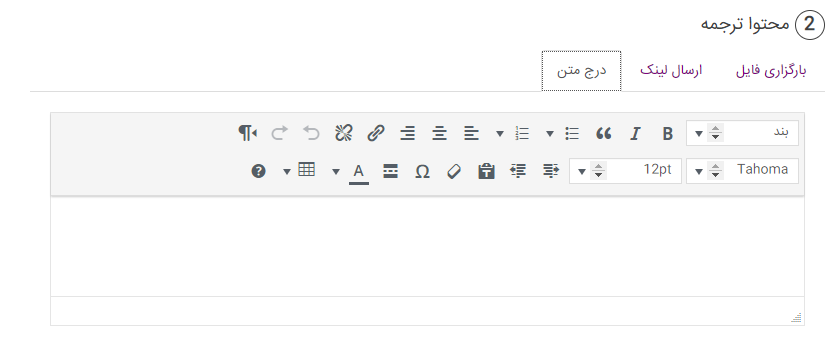 2 محتوا ترجمه
بارگزاری فایل ارسال لینک درج متن
بند B I
Tahoma 12pt Ω A